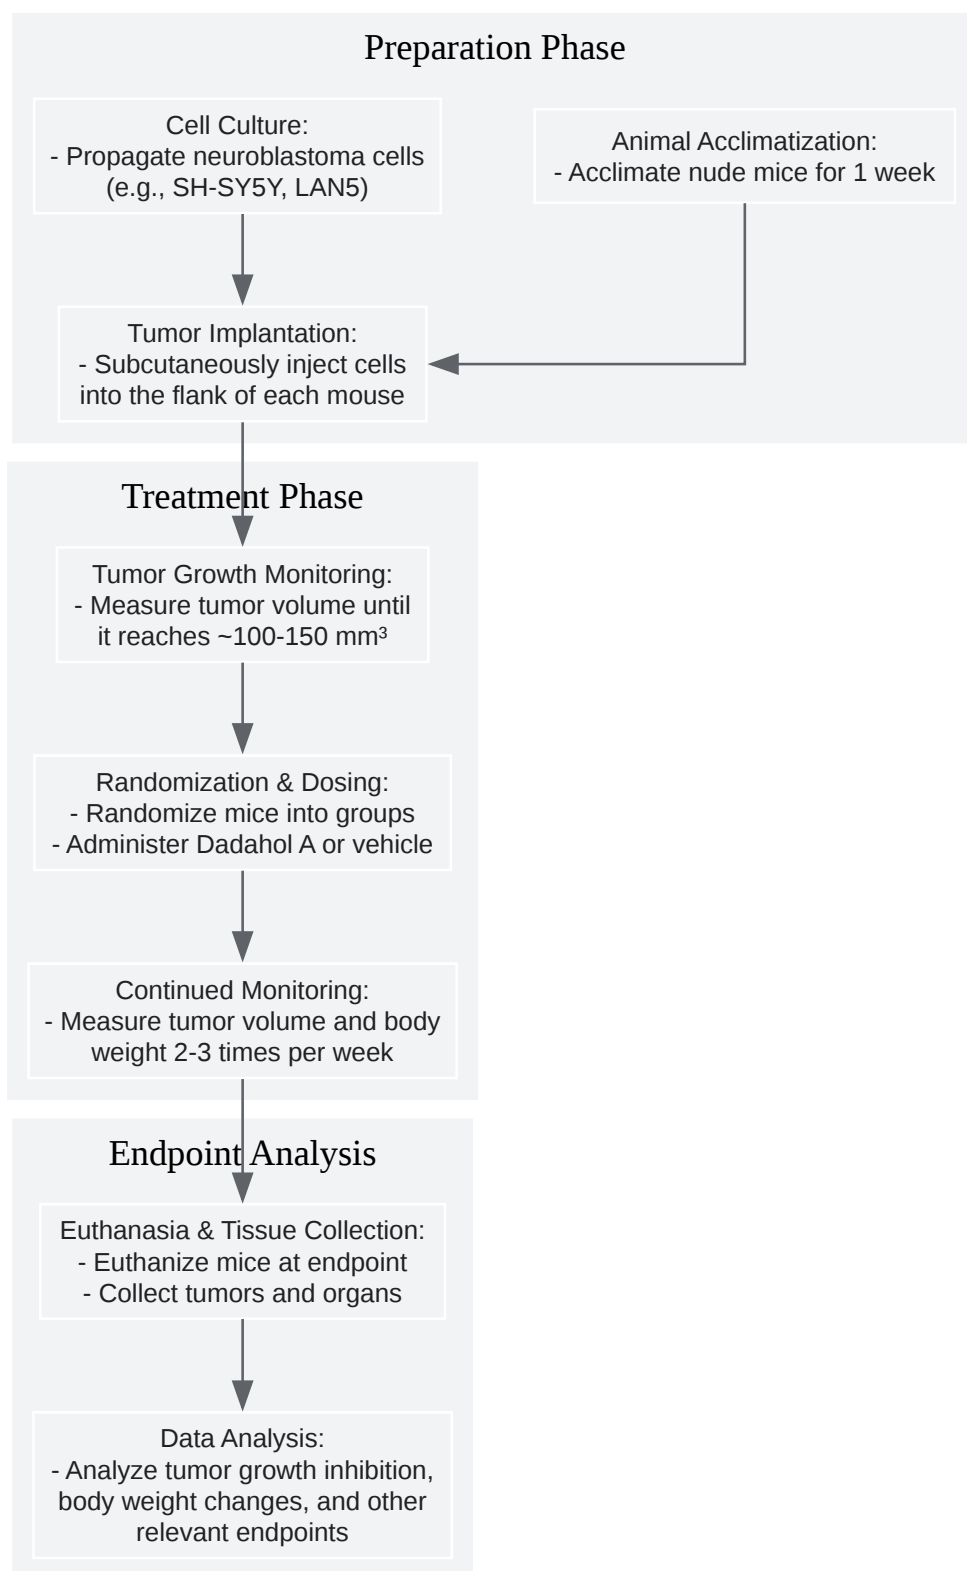 Preparation Phase
Cell Culture:
- Propagate neuroblastoma cells
(e.g., SH-SY5Y, LAN5)
Animal Acclimatization:
- Acclimate nude mice for 1 week
Tumor Implantation:
- Subcutaneously inject cells
into the flank of each mouse
Treatment Phase
Tumor Growth Monitoring:
- Measure tumor volume until
it reaches ~100-150 mm³
Randomization & Dosing:
- Randomize mice into groups
- Administer Dadahol A or vehicle
Continued Monitoring:
- Measure tumor volume and body
weight 2-3 times per week
Endpoint Analysis
Euthanasia & Tissue Collection:
- Euthanize mice at endpoint
- Collect tumors and organs
Data Analysis:
- Analyze tumor growth inhibition,
body weight changes, and other
relevant endpoints